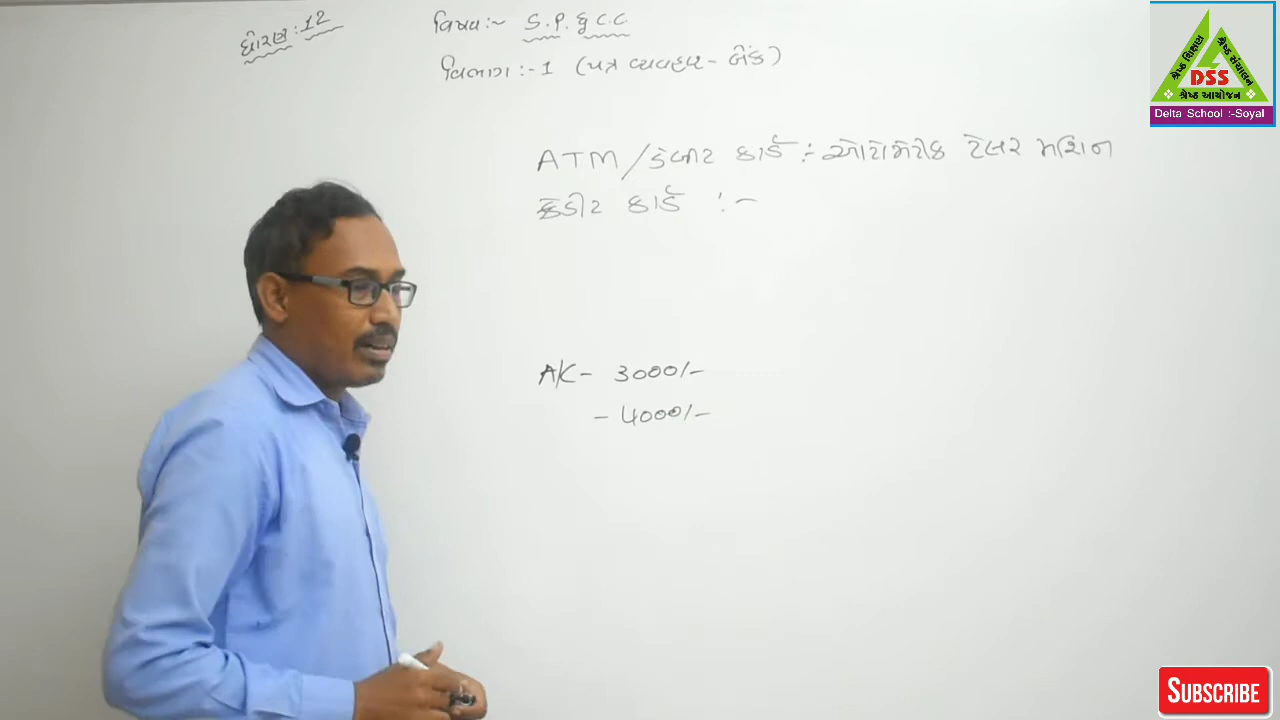 ધોરણ :12
વિષય :~ S.P. & C.C
વિભાગ :-1 (પત્ર વ્યવહાર - બેંક)
ATM/ડેબીટ કાર્ડ :- ઓટોમેટીક ટેલર મશિન
ક્રેડીટ કાર્ડ :-
A/C - 3000/-
- 4000/-
શ્રેષ્ઠ શિક્ષણ
શ્રેષ્ઠ સંચાલન
DSS
શ્રેષ્ઠ આયોજન
Delta School :-Soyal
SUBSCRIBE